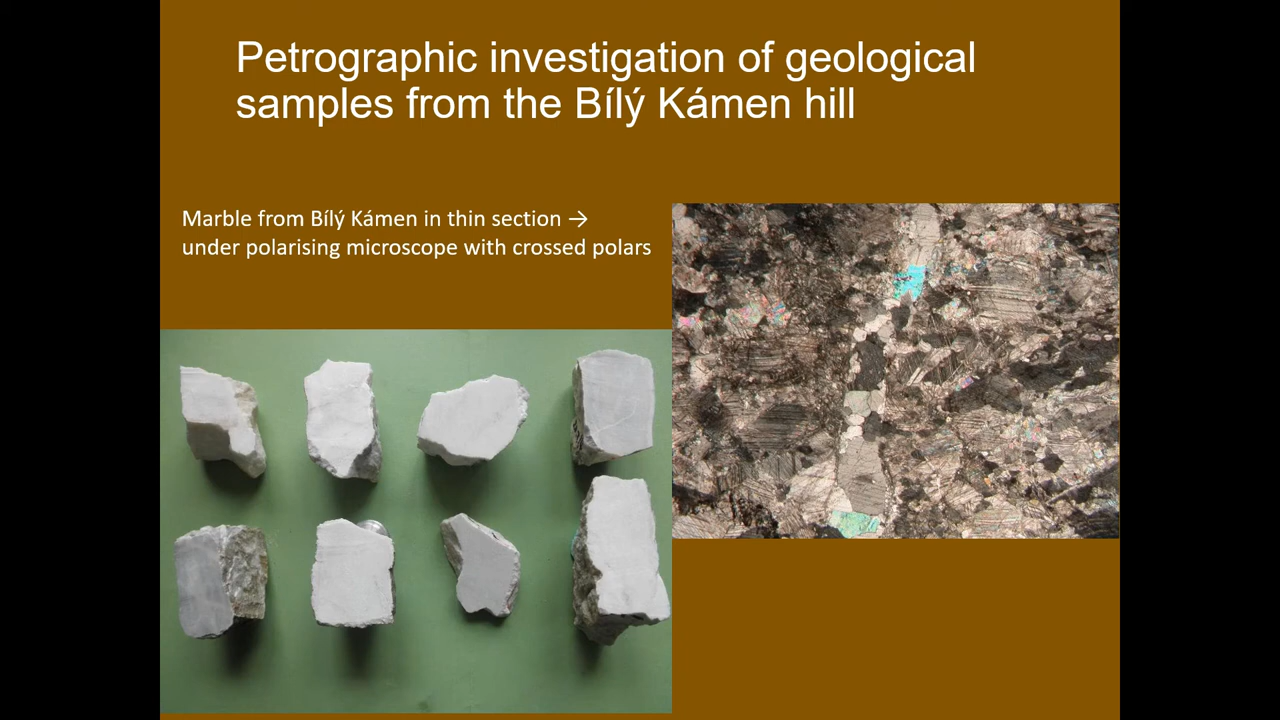 Petrographic investigation of geological
samples from the Bílý Kámen hill
Marble from Bílý Kámen in thin section →
under polarising microscope with crossed polars